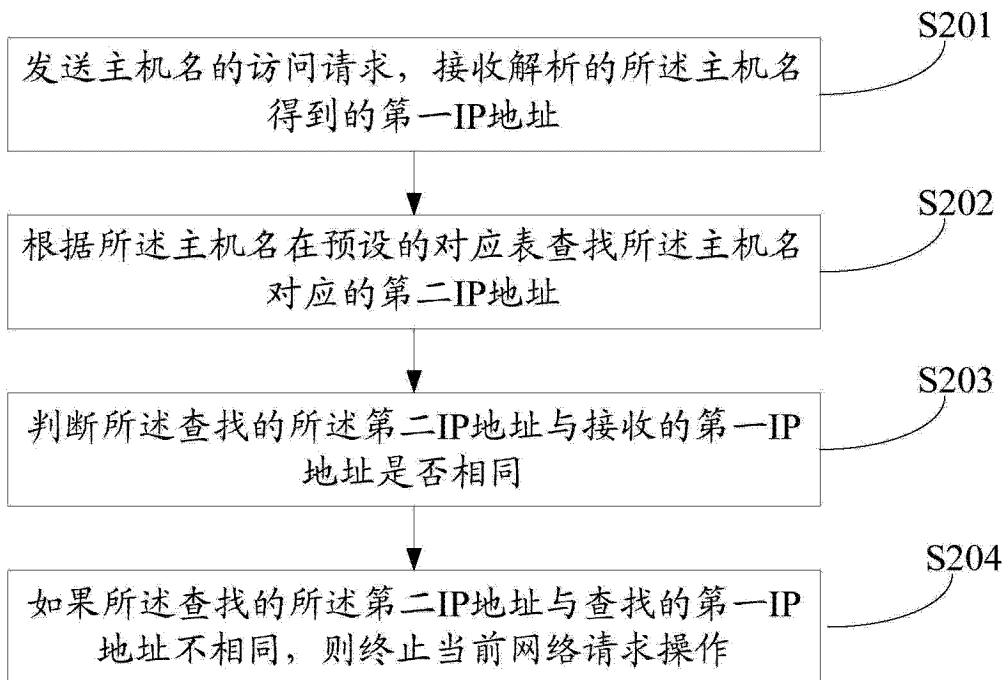 S201
发送主机名的访问请求，接收解析的所述主机名
得到的第一IP地址
S202
根据所述主机名在预设的对应表查找所述主机名
对应的第二IP地址
S203
判断所述查找的所述第二IP地址与接收的第一IP
地址是否相同
S204
如果所述查找的所述第二IP地址与查找的第一IP
地址不相同，则终止当前网络请求操作